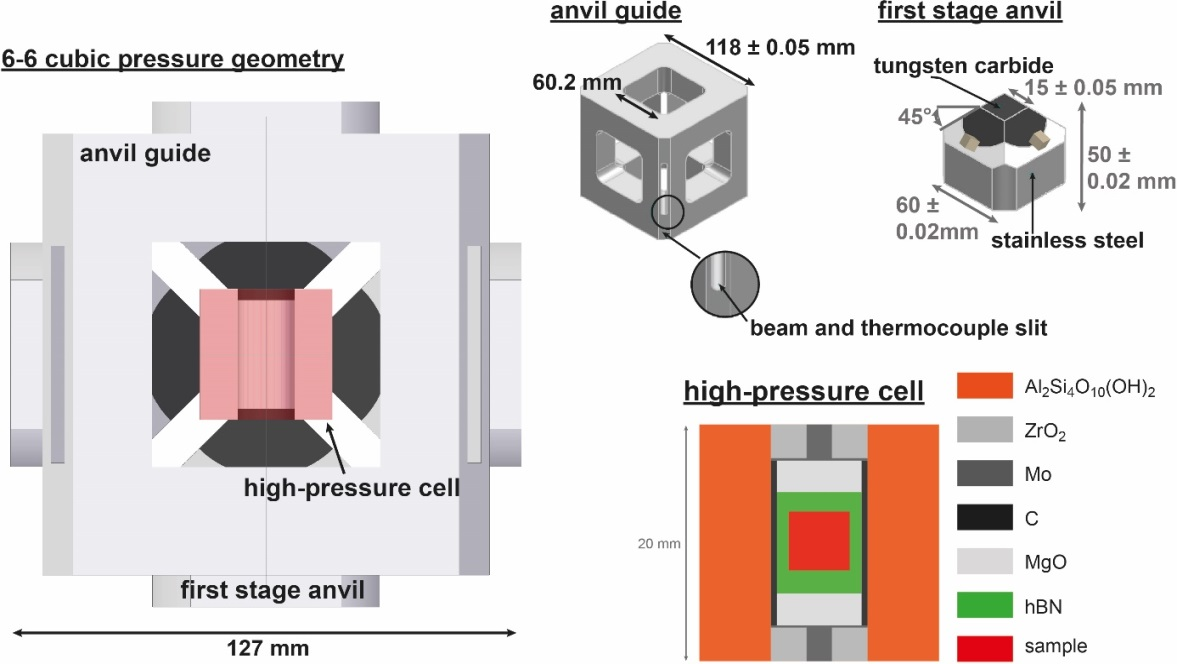 6-6 cubic pressure geometry
anvil guide
high-pressure cell
first stage anvil
127 mm
anvil guide
118 ± 0.05 mm
60.2 mm
beam and thermocouple slit
first stage anvil
tungsten carbide
15 ± 0.05 mm
45°
50 ±
0.02 mm
60 ±
0.02mm
stainless steel
high-pressure cell
20 mm
Al₂Si₄O₁₀(OH)₂
ZrO₂
Mo
C
MgO
hBN
sample